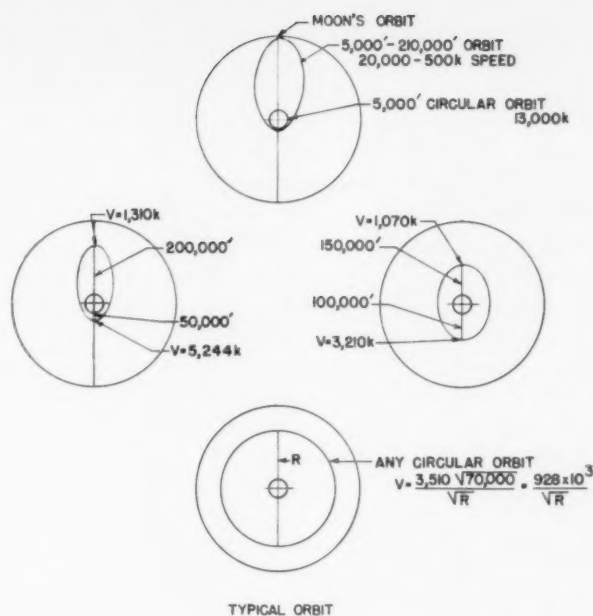 MOON'S ORBIT
5,000'-210,000' ORBIT
20,000-500k SPEED
5,000' CIRCULAR ORBIT
13,000k
V=1,310k
200,000'
50,000'
V=5,244k
V=1,070k
150,000'
100,000'
V=3,210k
R
ANY CIRCULAR ORBIT
V= 3,510 √70,000 / √R = 928x10³ / √R
TYPICAL ORBIT